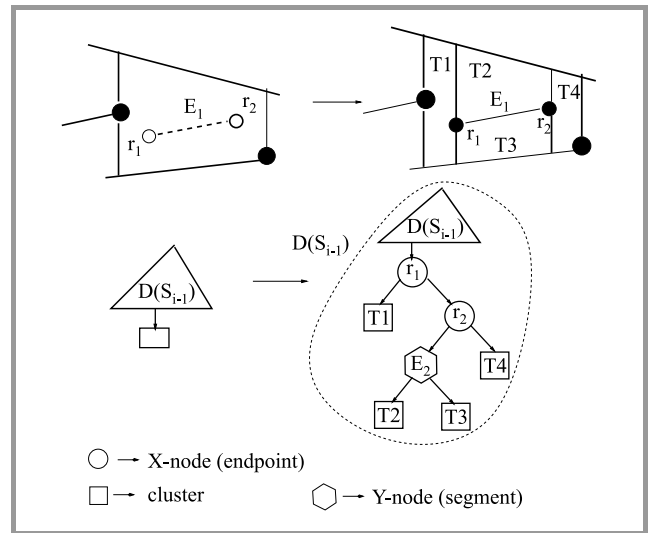 E₁
r₂
r₁
T1
T2
T4
E₁
r₁
r₂
T3
D(Sᵢ₋₁)
D(Sᵢ₋₁)
D(Sᵢ₋₁)
r₁
T1
r₂
E₂
T4
T2
T3
X-node (endpoint)
cluster
Y-node (segment)